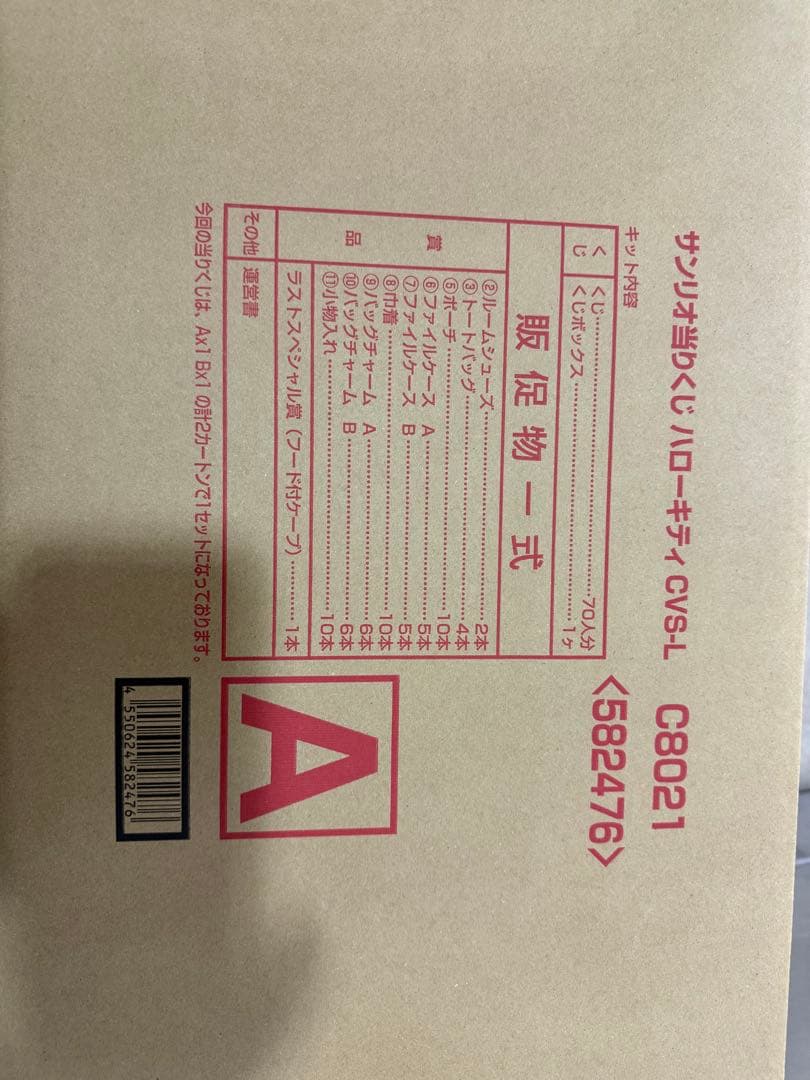 サンリオ当りくじ ハローキティ CVS-L C8021
<582476>
キット内容
くじ くじ…………………………70人分
くじボックス…………………………1ヶ
販促物一式
賞品
②ルームシューズ…………………………2本
③トートバッグ…………………………4本
⑤ポーチ…………………………10本
⑥ファイルケース A…………………………5本
⑦ファイルケース B…………………………5本
⑧巾着…………………………10本
⑨バッグチャーム A…………………………6本
⑩バッグチャーム B…………………………6本
⑪小物入れ…………………………10本
ラストスペシャル賞(フード付ケープ)…………1本
その他 運営書
今回の当りくじは、Ax1 Bx1 の計2カートンで1セットになっております。
A
4 550624 582476